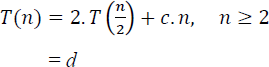 T(n) = 2. T(n/2) + c. n, n ≥ 2
= d